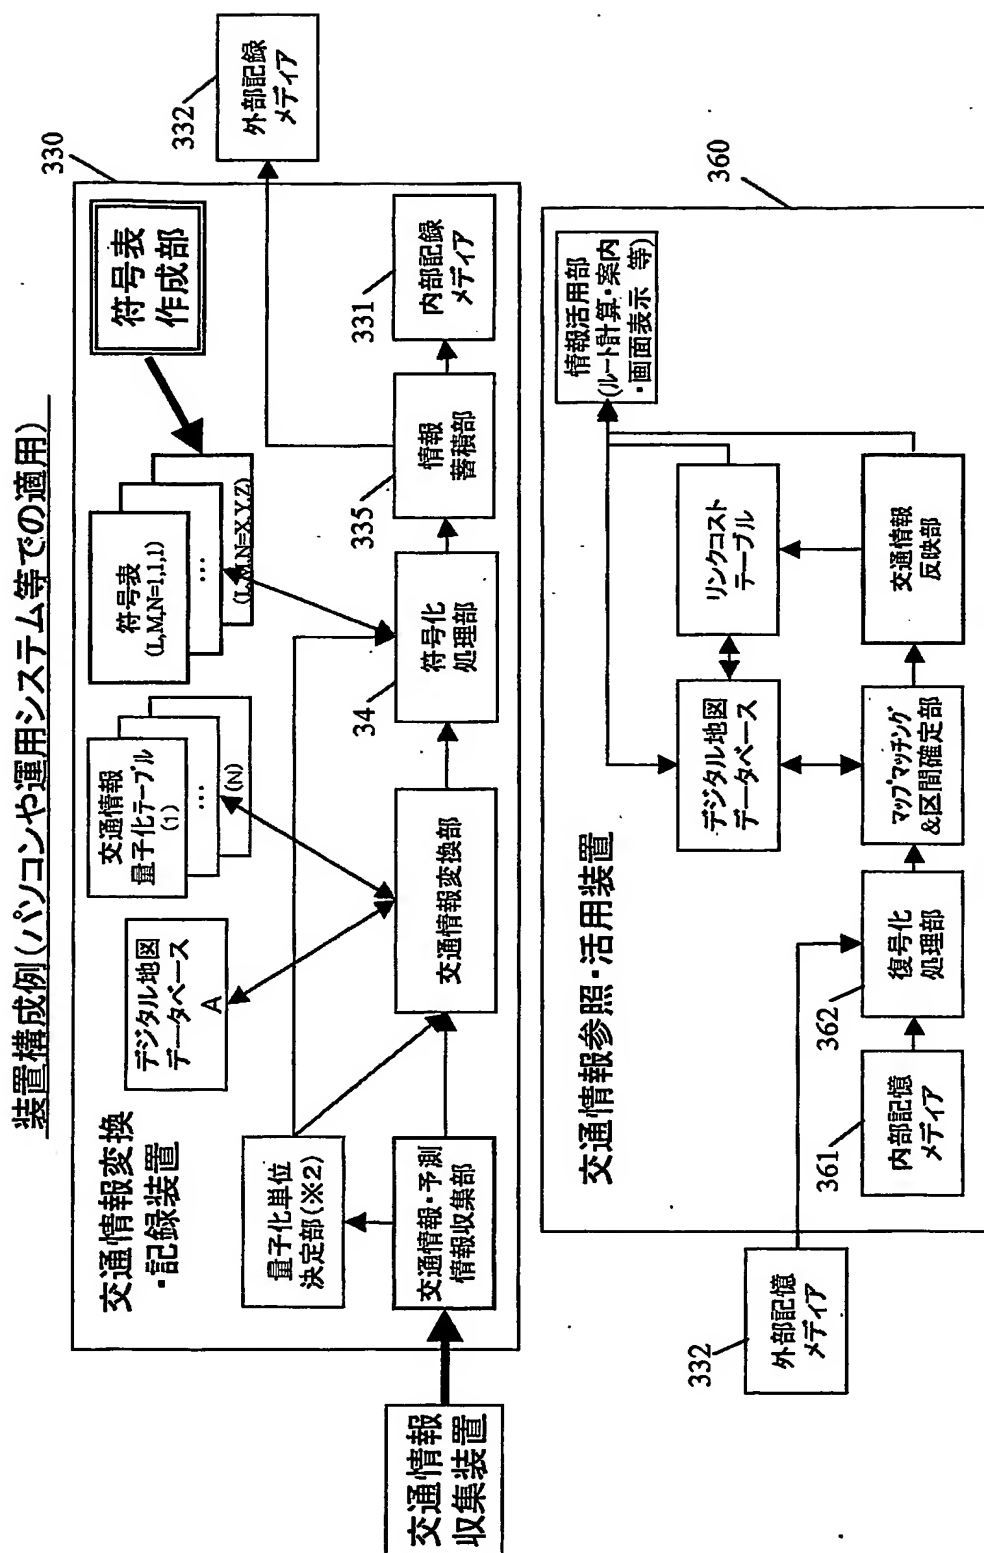 装置構成例(パソコンや運用システム等での適用)
330
交通情報変換
・記録装置
交通情報
収集装置
交通情報・予測
情報収集部
量子化単位
決定部(※2)
デジタル地図
データベース
A
交通情報
量子化テーブル
(1)
…
(N)
交通情報変換部
符号表
(L,M,N=1,1,1)
…
(L,M,N=X,Y,Z)
符号表
作成部
34
符号化
処理部
335
情報
蓄積部
331
内部記録
メディア
332
外部記録
メディア
360
交通情報参照・活用装置
332
外部記憶
メディア
361
内部記憶
メディア
362
復号化
処理部
マップマッチング
&区間確定部
デジタル地図
データベース
リンクコスト
テーブル
交通情報
反映部
情報活用部
(ルート計算・案内
・画面表示 等)